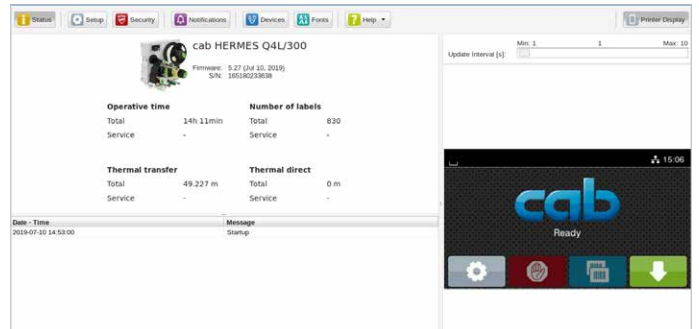 Status Setup Security Notifications Devices Fonts Help Printer Display
cab HERMES Q4L/300
Firmware: 5.27 (Jul 10, 2019)
S/N: 165180233638
Operative time Number of labels
Total 14h 11min Total 830
Service - Service -
Thermal transfer Thermal direct
Total 49.227 m Total 0 m
Service - Service -
Date - Time Message
2019-07-10 14:53:00 Startup
Min: 1 1 Max: 10
Update Interval [s]:
15:06
cab
Ready